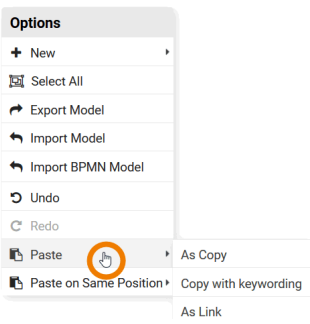 Options
New
Select All
Export Model
Import Model
Import BPMN Model
Undo
Redo
Paste
As Copy
Paste on Same Position
Copy with keywording
As Link